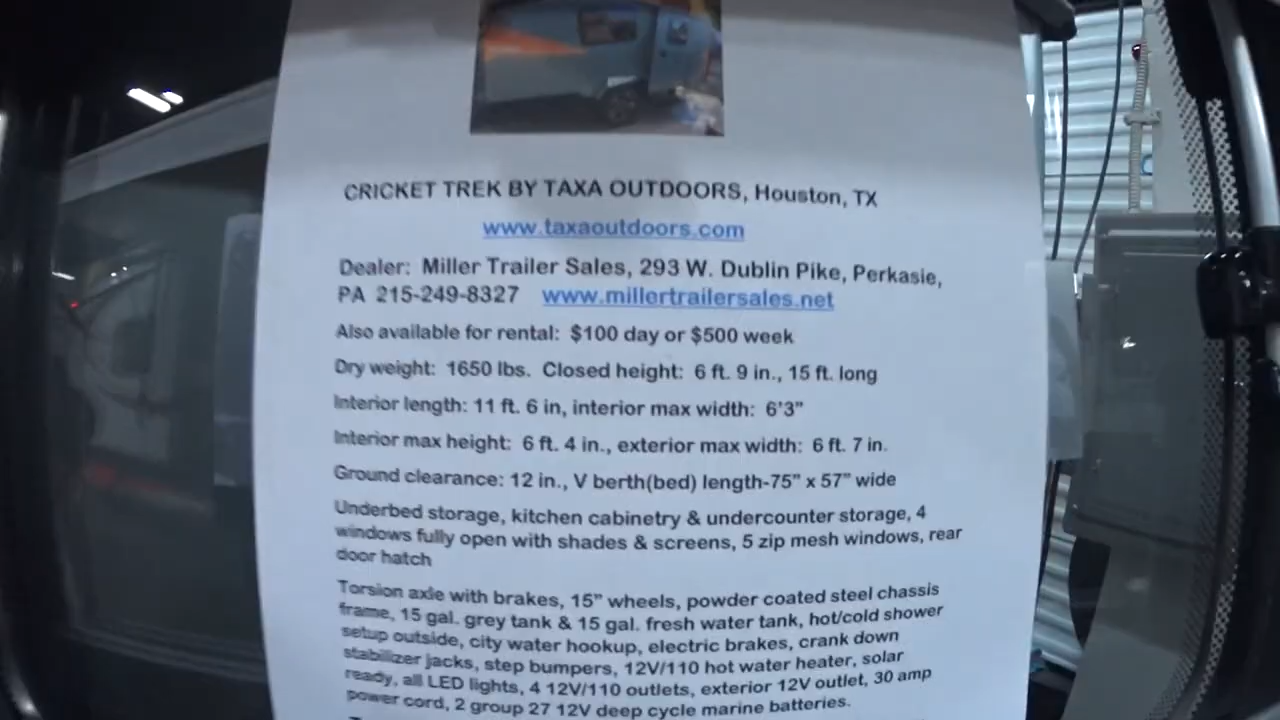 CRICKET TREK BY TAXA OUTDOORS, Houston, TX
www.taxaoutdoors.com
Dealer: Miller Trailer Sales, 293 W. Dublin Pike, Perkasie,
PA 215-249-8327 www.millertrailersales.net
Also available for rental: $100 day or $500 week
Dry weight: 1650 lbs. Closed height: 6 ft. 9 in., 15 ft. long
Interior length: 11 ft. 6 in, interior max width: 6'3"
Interior max height: 6 ft. 4 in., exterior max width: 6 ft. 7 in.
Ground clearance: 12 in., V berth(bed) length-75" x 57" wide
Underbed storage, kitchen cabinetry & undercounter storage, 4
windows fully open with shades & screens, 5 zip mesh windows, rear
door hatch
Torsion axle with brakes, 15" wheels, powder coated steel chassis
frame, 15 gal. grey tank & 15 gal. fresh water tank, hot/cold shower
setup outside, city water hookup, electric brakes, crank down
stabilizer jacks, step bumpers, 12V/110 hot water heater, solar
ready, all LED lights, 4 12V/110 outlets, exterior 12V outlet, 30 amp
power cord, 2 group 27 12V deep cycle marine batteries.